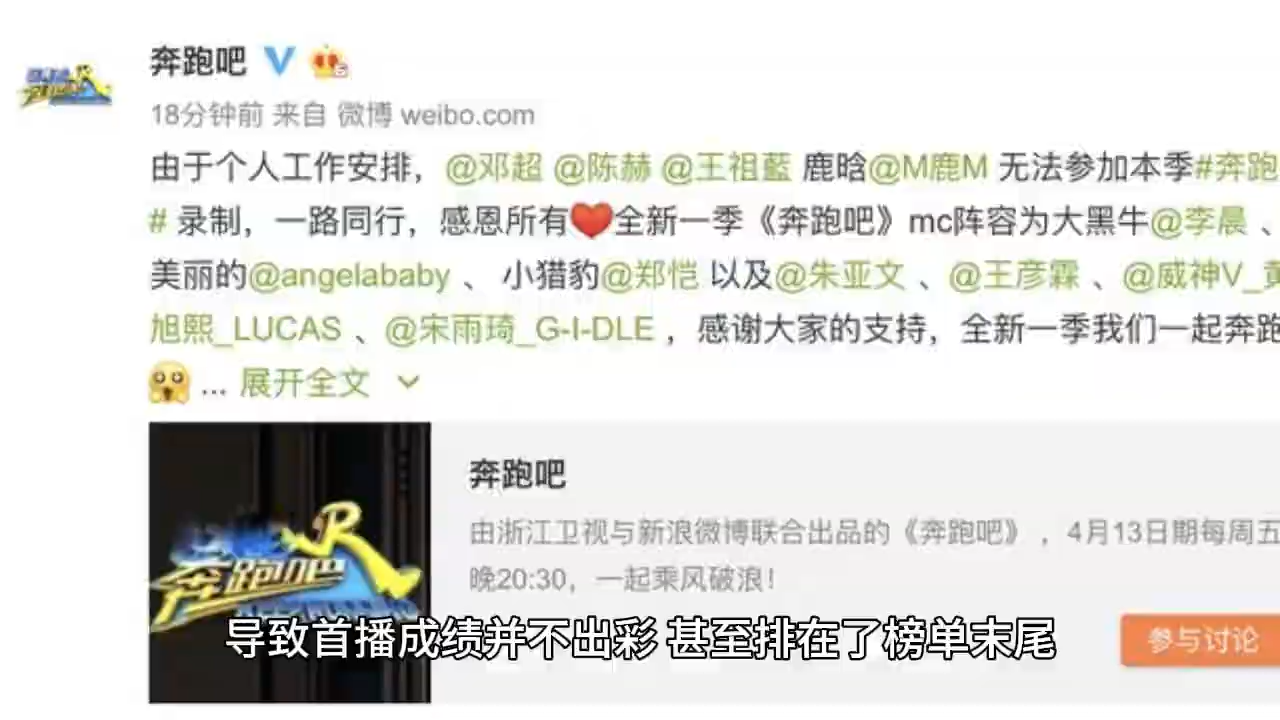 奔跑吧
18分钟前 来自 微博 weibo.com
由于个人工作安排，@邓超 @陈赫 @王祖藍 鹿晗@M鹿M 无法参加本季#奔跑
# 录制，一路同行，感恩所有❤全新一季《奔跑吧》mc阵容为大黑牛@李晨 、
美丽的@angelababy 、 小猎豹@郑恺 以及@朱亚文 、@王彦霖 、@威神V_黄
旭熙_LUCAS 、@宋雨琦_G-I-DLE ，感谢大家的支持，全新一季我们一起奔跑
... 展开全文
奔跑吧
由浙江卫视与新浪微博联合出品的《奔跑吧》，4月13日期每周五
晚20:30，一起乘风破浪！
奔跑吧
导致首播成绩并不出彩 甚至排在了榜单末尾
参与讨论